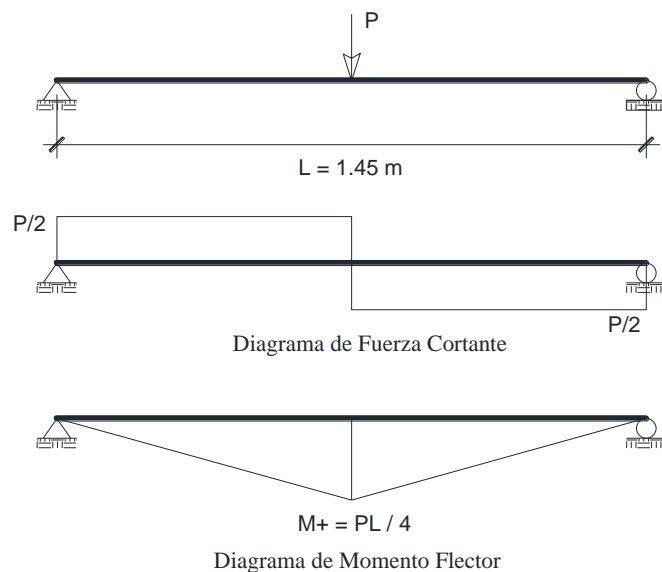 P
L = 1.45 m
P/2
P/2
Diagrama de Fuerza Cortante
M+ = PL / 4
Diagrama de Momento Flector